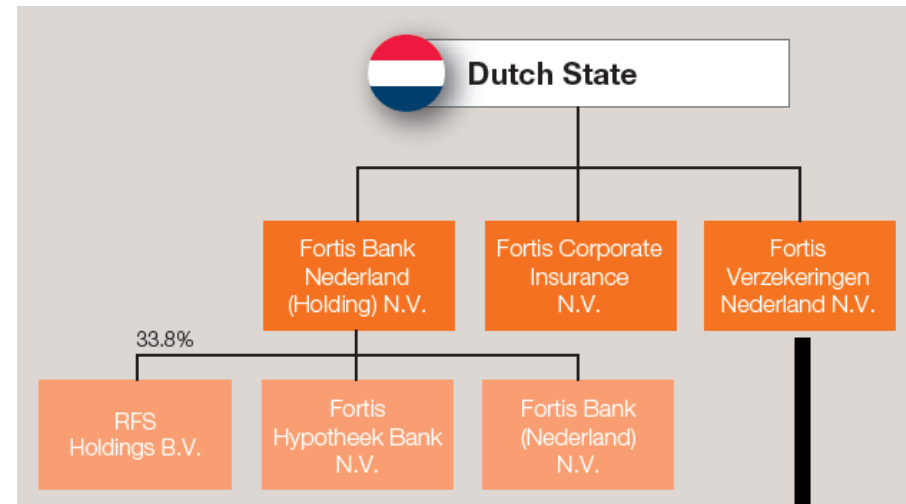 Dutch State
Fortis Bank
Nederland
(Holding) N.V.
Fortis Corporate
Insurance
N.V.
Fortis
Verzekeringen
Nederland N.V.
33.8%
RFS
Holdings B.V.
Fortis
Hypotheek Bank
N.V.
Fortis Bank
(Nederland)
N.V.